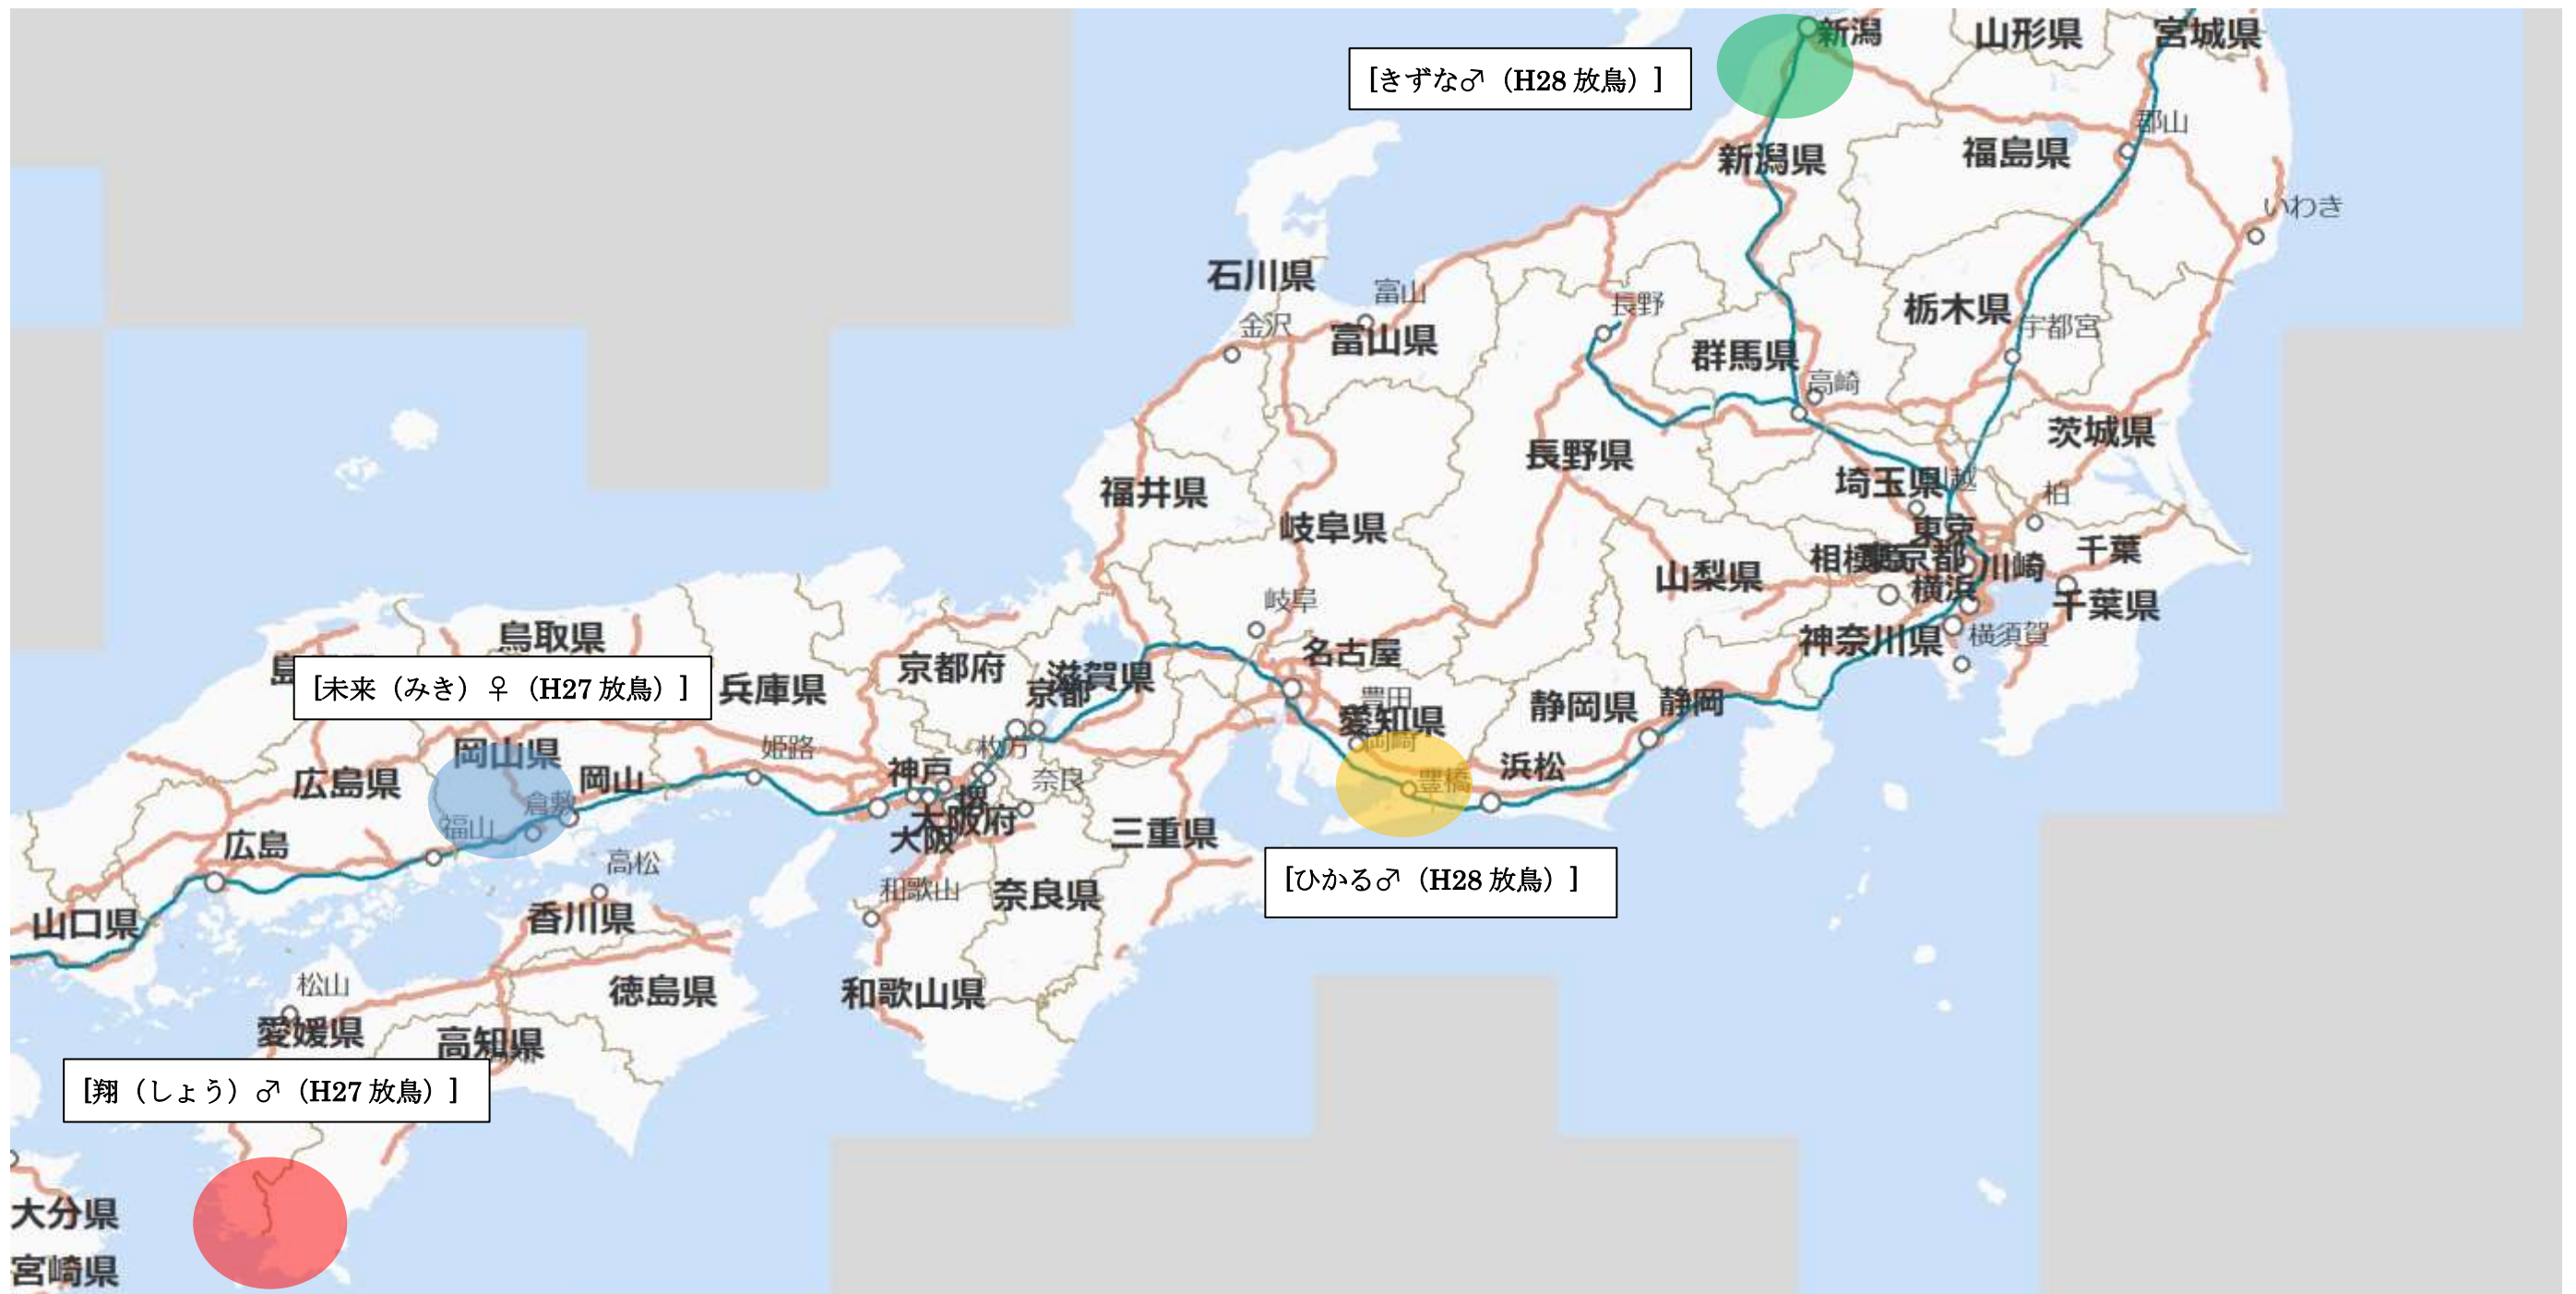 新潟
山形県
宮城県
[きずな♂（H28 放鳥）]
郡山
新潟県
福島県
いわき
石川県
富山
長野
栃木県
金沢
富山県
宇都宮
群馬県
高崎
茨城県
長野県
埼玉県
福井県
柏
岐阜県
東京
千葉
東京都
川崎
山梨県
横浜
岐阜
千葉県
鳥取県
神奈川県
横須賀
名古屋
京都府
滋賀県
[未来（みき）♀（H27 放鳥）]
兵庫県
京都
豊田
静岡県
静岡
愛知県
岡崎
岡山県
姫路
枚方
浜松
広島県
岡山
神戸
奈良
豊橋
倉敷
堺
福山
大阪府
広島
大阪
三重県
高松
[ひかる♂（H28 放鳥）]
和歌山
奈良県
山口県
香川県
松山
徳島県
和歌山県
愛媛県
高知県
[翔（しょう）♂（H27 放鳥）]
大分県
宮崎県